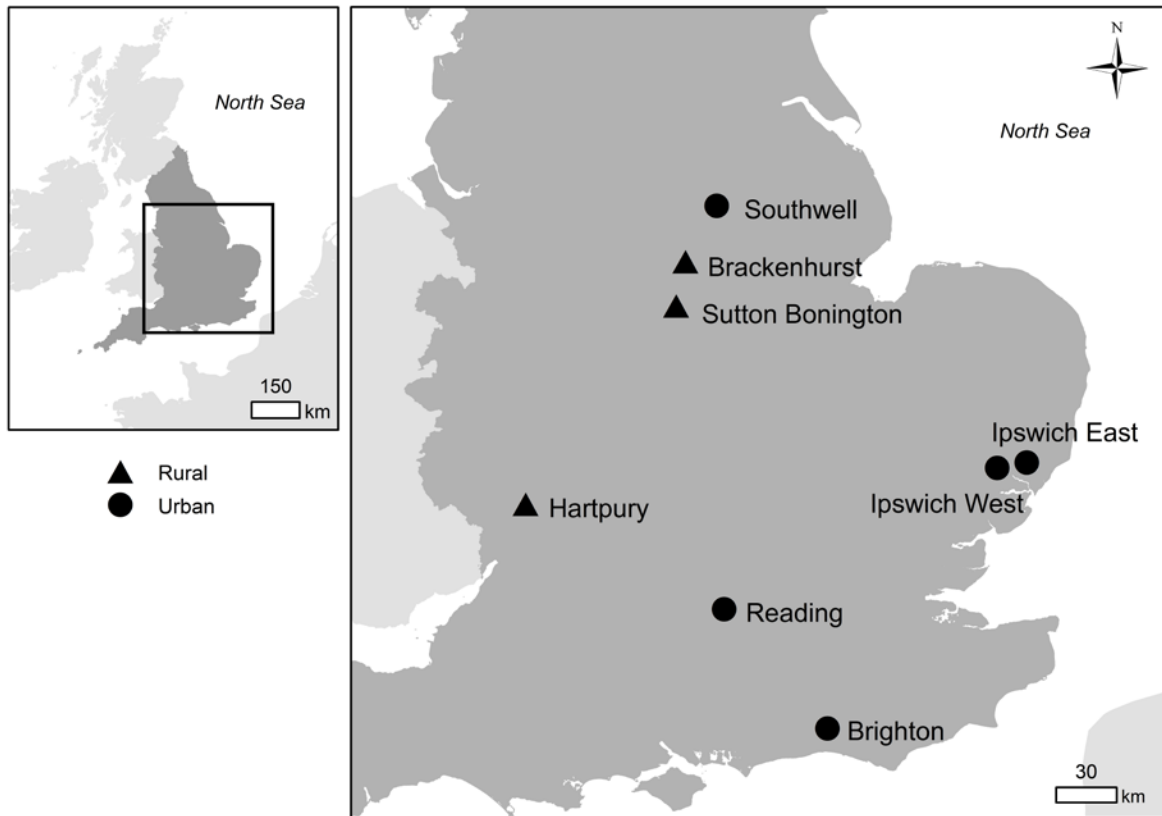 North Sea
150
km
Rural
Urban
N
North Sea
Southwell
Brackenhurst
Sutton Bonington
Ipswich East
Ipswich West
Hartpury
Reading
Brighton
30
km